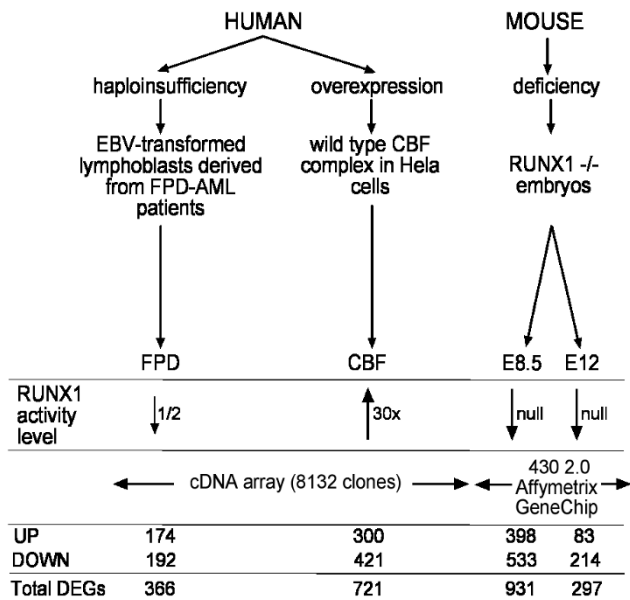 HUMAN MOUSE
haploinsufficiency overexpression deficiency
EBV-transformed
lymphoblasts derived
from FPD-AML
patients
wild type CBF
complex in Hela
cells
RUNX1 -/-
embryos
FPD CBF E8.5 E12
RUNX1
activity
level
1/2 30x null null
cDNA array (8132 clones)
430 2.0
Affymetrix
GeneChip
UP 174 300 398 83
DOWN 192 421 533 214
Total DEGs 366 721 931 297